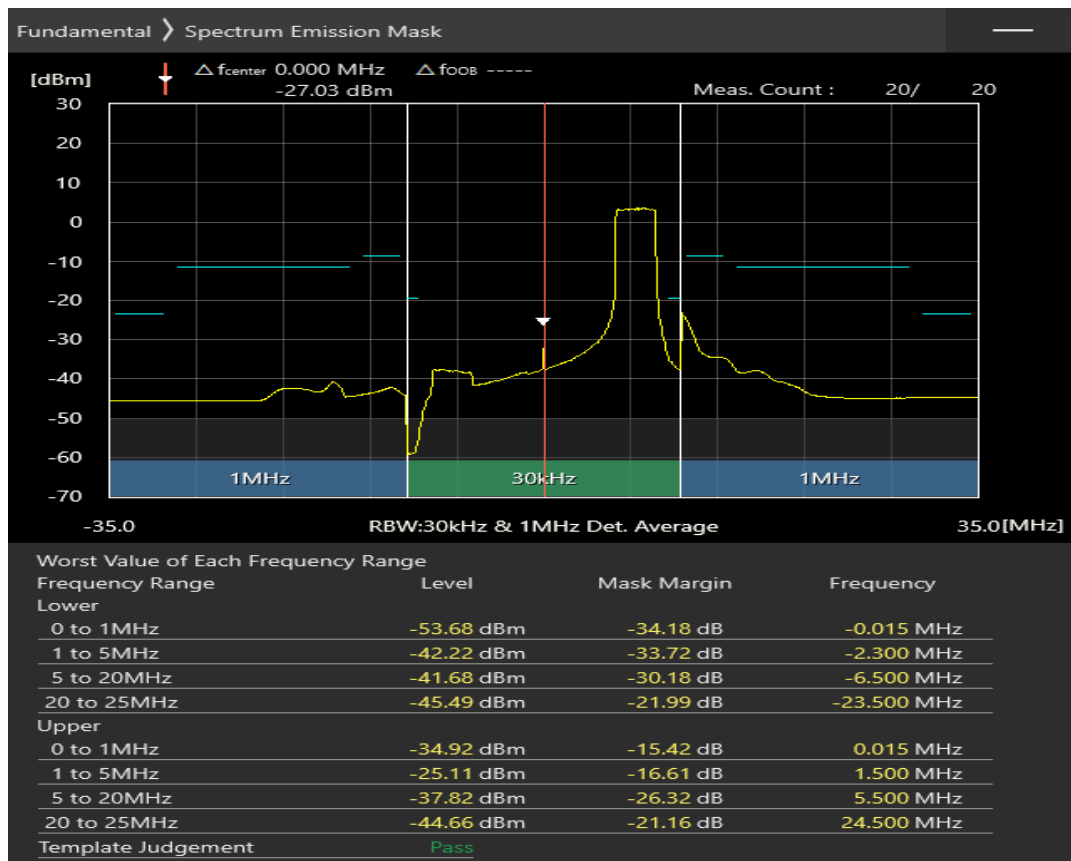 Fundamental ❯ Spectrum Emission Mask
[dBm] △ fcenter 0.000 MHz △ fOOB -----
-27.03 dBm Meas. Count : 20/ 20
30
20
10
0
-10
-20
-30
-40
-50
-60
1MHz 30kHz 1MHz
-70
-35.0 RBW:30kHz & 1MHz Det. Average 35.0[MHz]
Worst Value of Each Frequency Range
Frequency Range Level Mask Margin Frequency
Lower
0 to 1MHz -53.68 dBm -34.18 dB -0.015 MHz
1 to 5MHz -42.22 dBm -33.72 dB -2.300 MHz
5 to 20MHz -41.68 dBm -30.18 dB -6.500 MHz
20 to 25MHz -45.49 dBm -21.99 dB -23.500 MHz
Upper
0 to 1MHz -34.92 dBm -15.42 dB 0.015 MHz
1 to 5MHz -25.11 dBm -16.61 dB 1.500 MHz
5 to 20MHz -37.82 dBm -26.32 dB 5.500 MHz
20 to 25MHz -44.66 dBm -21.16 dB 24.500 MHz
Template Judgement Pass